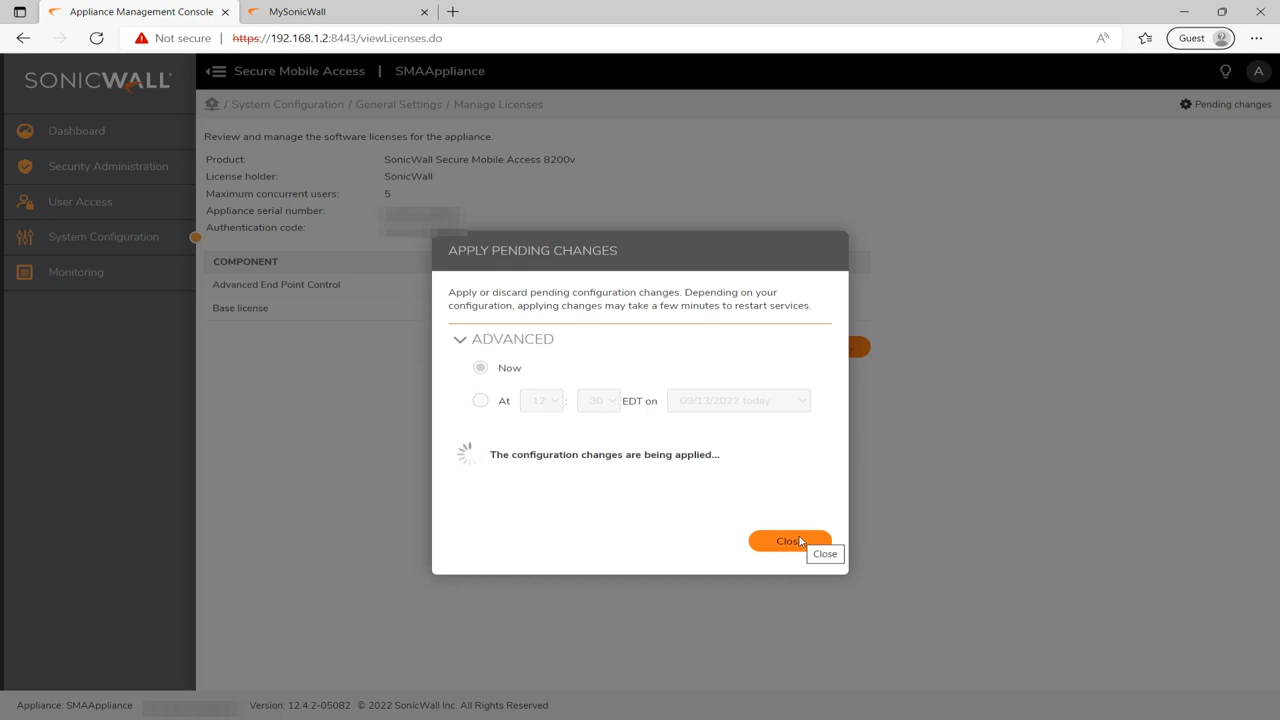 Appliance Management Console
MySonicWall
Not secure
https://192.168.1.2:8443/viewLicenses.do
Guest
SONICWALL
Secure Mobile Access | SMAAppliance
A
/ System Configuration / General Settings / Manage Licenses
Pending changes
Dashboard
Security Administration
User Access
System Configuration
Monitoring
Review and manage the software licenses for the appliance.
Product: SonicWall Secure Mobile Access 8200v
License holder: SonicWall
Maximum concurrent users: 5
Appliance serial number:
Authentication code:
COMPONENT
Advanced End Point Control
Base license
APPLY PENDING CHANGES
Apply or discard pending configuration changes. Depending on your
configuration, applying changes may take a few minutes to restart services.
ADVANCED
Now
At 12 : 30 EDT on 09/13/2022 today
The configuration changes are being applied...
Close
Close
Appliance: SMAAppliance
Version: 12.4.2-05082 © 2022 SonicWall Inc. All Rights Reserved